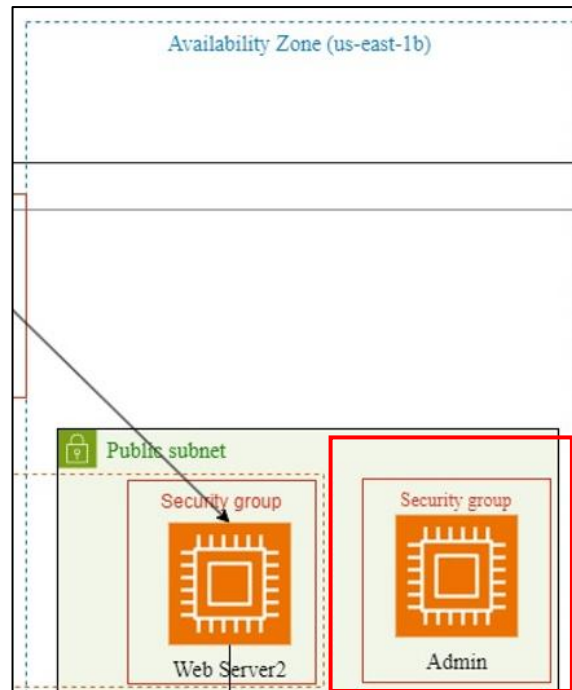 Availability Zone (us-east-1b)
Public subnet
Security group
Security group
Web Server2
Admin